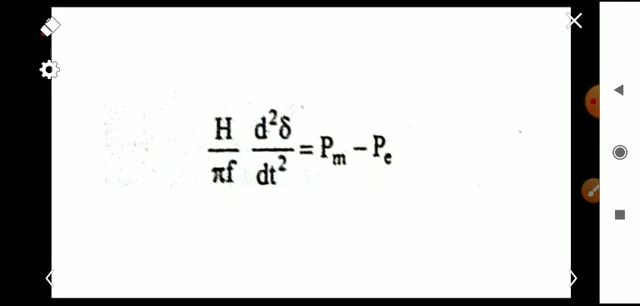 H/πf d²δ/dt² = Pₘ − Pₑ